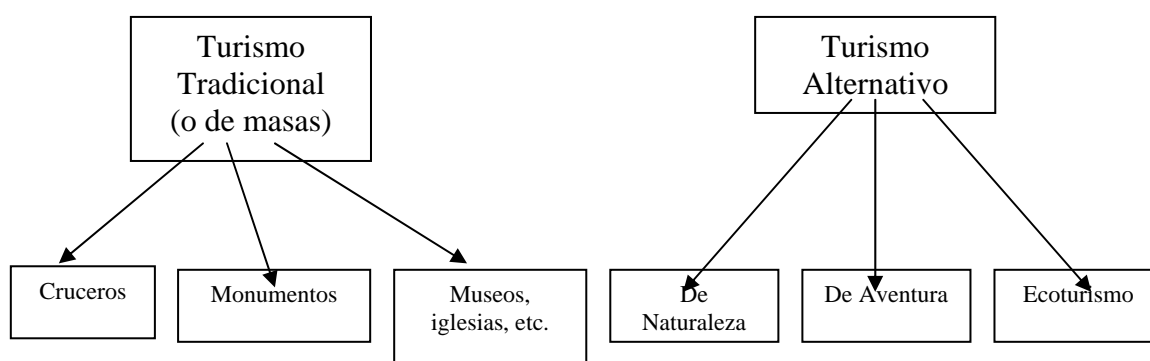 Turismo
Tradicional
(o de masas)
Turismo
Alternativo
Cruceros
Monumentos
Museos,
iglesias, etc.
De
Naturaleza
De Aventura
Ecoturismo